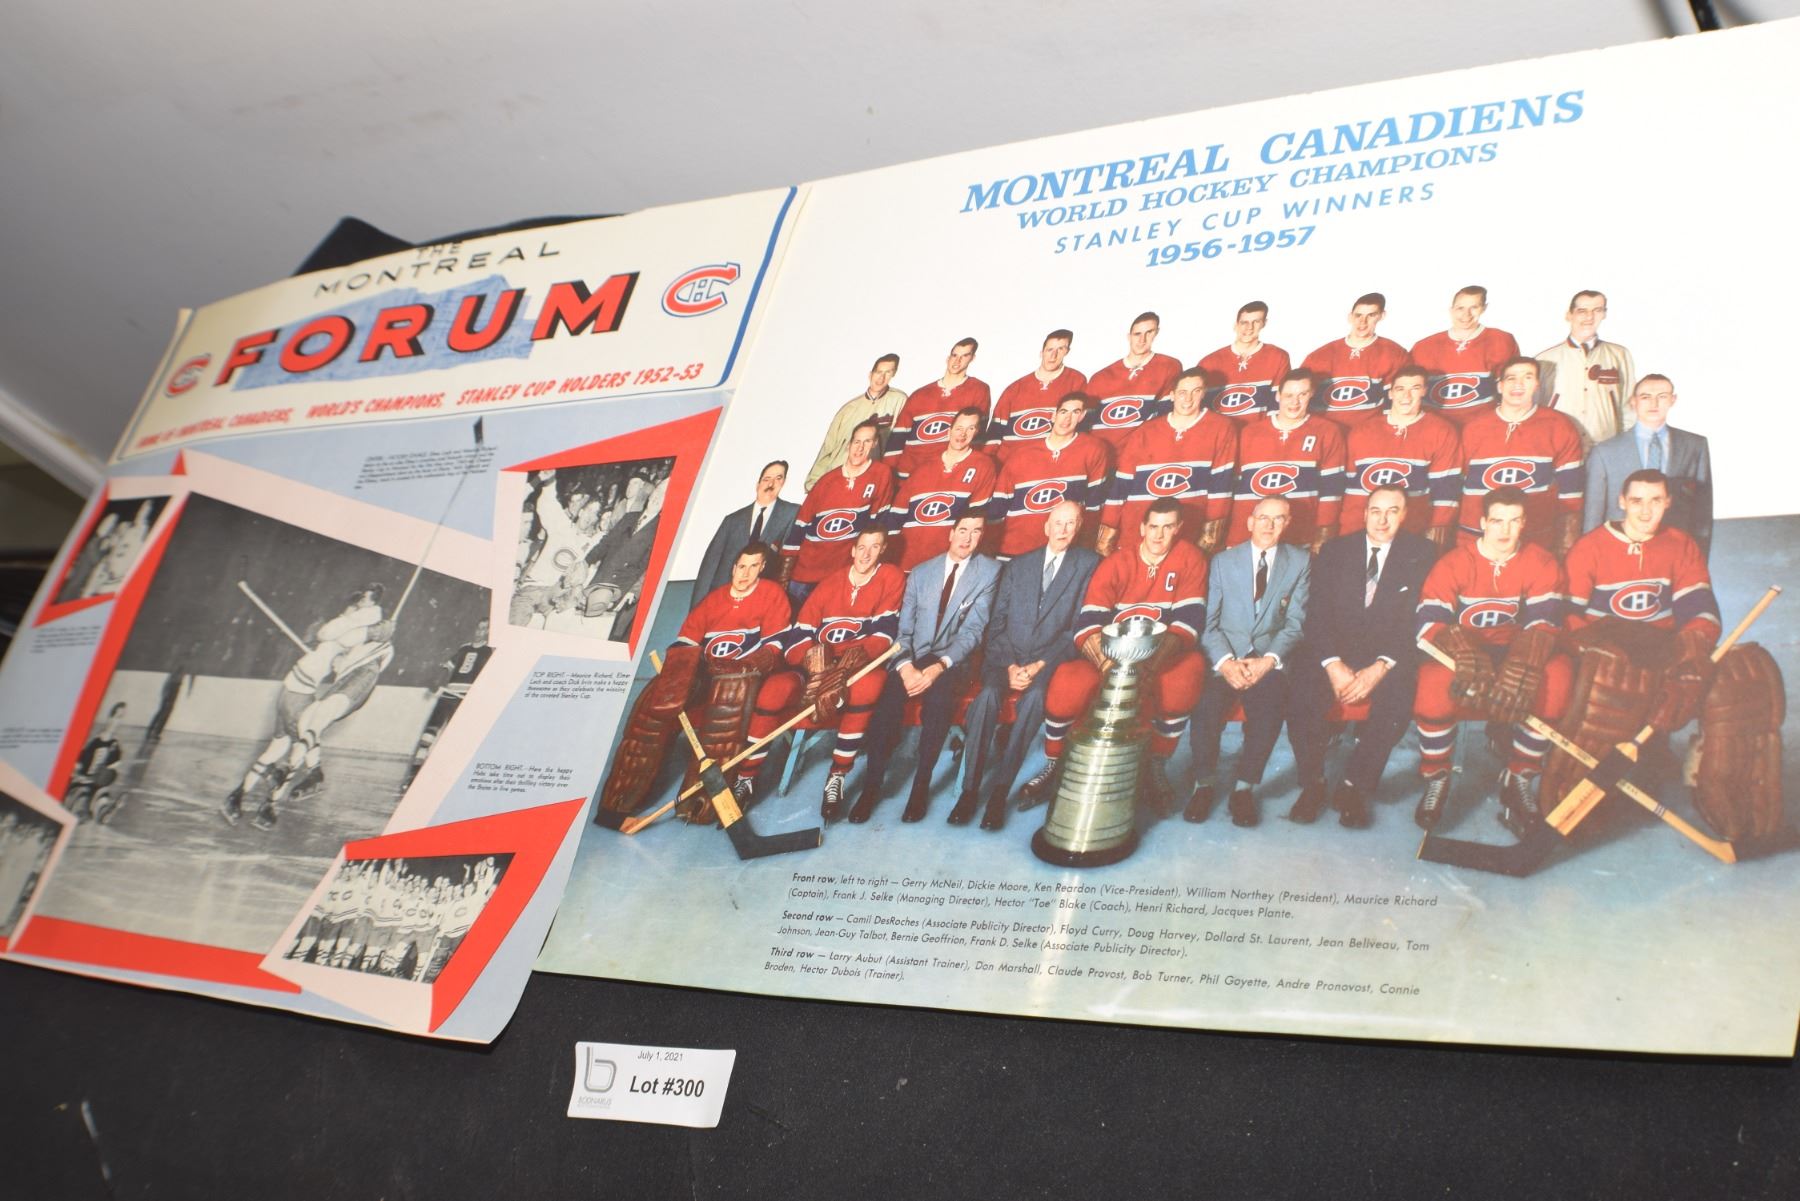 THE
MONTREAL
FORUM
MONTREAL CANADIENS, WORLD'S CHAMPIONS, STANLEY CUP HOLDERS 1952-53
TOP RIGHT.—Maurice Richard, Elmer
Lach and coach Dick Irvin make a happy
threesome as they celebrate the winning
of the coveted Stanley Cup.
BOTTOM RIGHT.—Here the happy
Habs take time out to display their
emotions after their thrilling victory over
the Bruins in five games.
MONTREAL CANADIENS
WORLD HOCKEY CHAMPIONS
STANLEY CUP WINNERS
1956-1957
Front row, left to right — Gerry McNeil, Dickie Moore, Ken Reardon (Vice-President), William Northey (President), Maurice Richard
(Captain), Frank J. Selke (Managing Director), Hector "Toe" Blake (Coach), Henri Richard, Jacques Plante.
Second row — Camil DesRoches (Associate Publicity Director), Floyd Curry, Doug Harvey, Dollard St. Laurent, Jean Beliveau, Tom
Johnson, Jean-Guy Talbot, Bernie Geoffrion, Frank D. Selke (Associate Publicity Director).
Third row — Larry Aubut (Assistant Trainer), Don Marshall, Claude Provost, Bob Turner, Phil Goyette, Andre Pronovost, Connie
Broden, Hector Dubois (Trainer).
July 1, 2021
Lot #300
BODNARUS